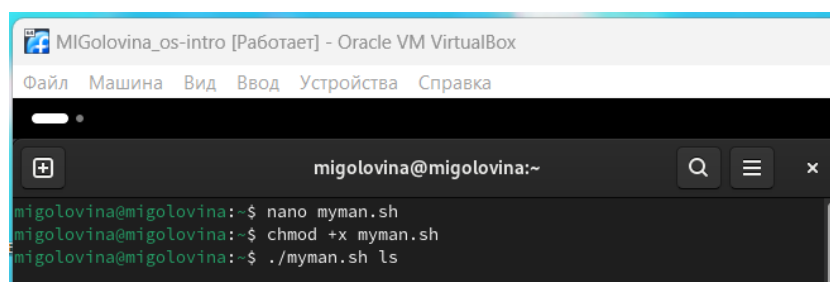 MIGolovina_os-intro [Работает] - Oracle VM VirtualBox
Файл Машина Вид Ввод Устройства Справка
migolovina@migolovina:~
migolovina@migolovina:~$ nano myman.sh
migolovina@migolovina:~$ chmod +x myman.sh
migolovina@migolovina:~$ ./myman.sh ls